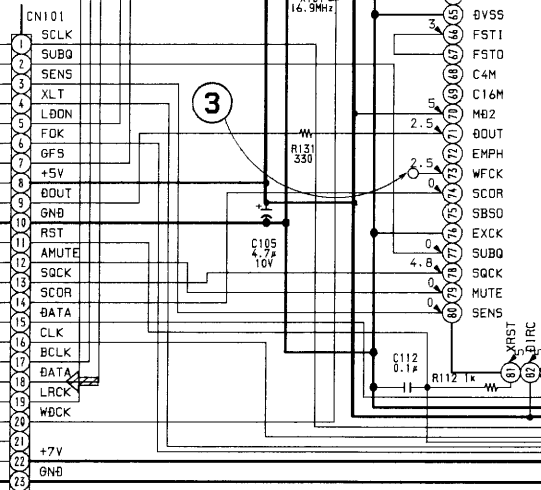 CN101
1 SCLK
2 SUBQ
3 SENS
4 XLT
5 LDON
6 FOK
7 GFS
8 +5V
9 DOUT
10 GND
11 RST
12 AMUTE
13 SQCK
14 SCOR
15 DATA
16 CLK
17 BCLK
18 DATA
19 LRCK
20 WDCK
21
22 +7V
23 GND
16.9MHz
3
R131
330
+
C105
4.7μ
10V
65 DVSS
3 66 FSTI
67 FSTO
68 C4M
69 C16M
5 70 MD2
2.5 71 DOUT
72 EMPH
2.5 73 WFCK
0 74 SCOR
75 SBSO
76 EXCK
0 77 SUBQ
4.8 78 SQCK
0 79 MUTE
0 80 SENS
C112
0.1μ
R112 1k
XRST
81
DIRC
82